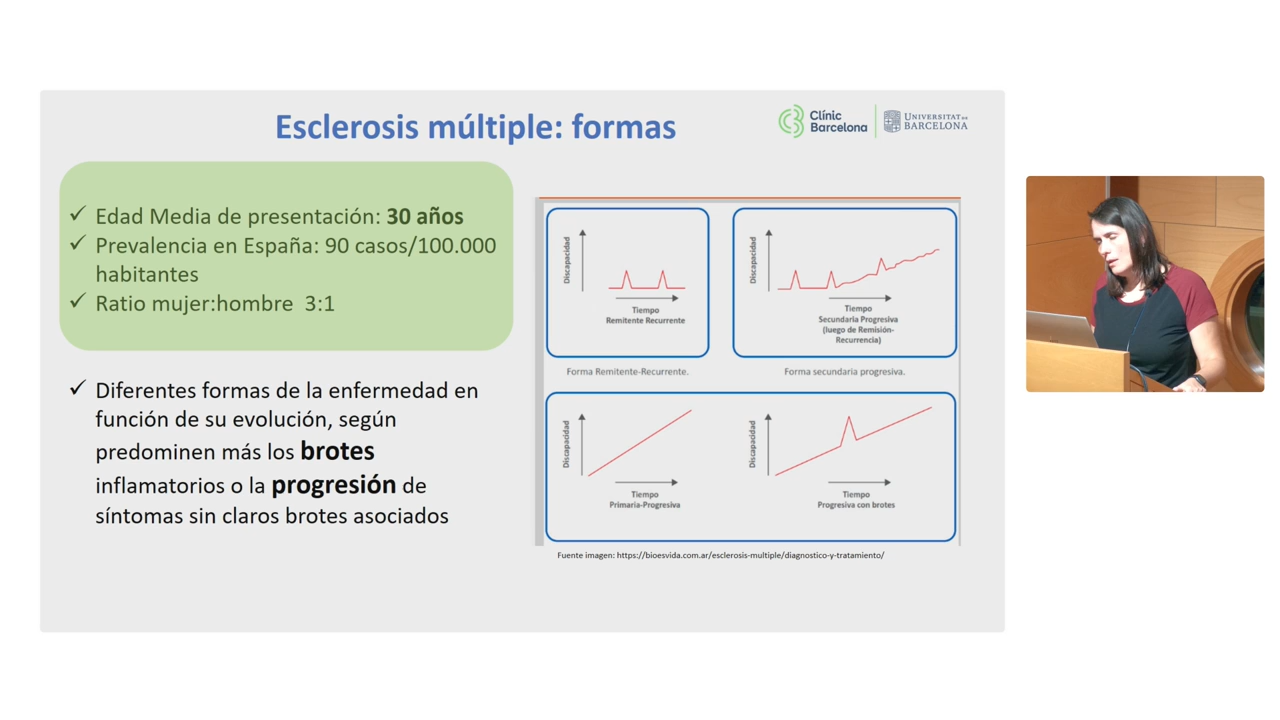 Esclerosis múltiple: formas
Clínic
Barcelona
UNIVERSITAT DE
BARCELONA
Edad Media de presentación: 30 años
Prevalencia en España: 90 casos/100.000
habitantes
Ratio mujer:hombre 3:1
Diferentes formas de la enfermedad en
función de su evolución, según
predominen más los brotes
inflamatorios o la progresión de
síntomas sin claros brotes asociados
Discapacidad
Tiempo
Remitente Recurrente
Forma Remitente-Recurrente.
Discapacidad
Tiempo
Secundaria Progresiva
(luego de Remisión-
Recurrencia)
Forma secundaria progresiva.
Discapacidad
Tiempo
Primaria-Progresiva
Discapacidad
Tiempo
Progresiva con brotes
Fuente imagen: https://bioesvida.com.ar/esclerosis-multiple/diagnostico-y-tratamiento/